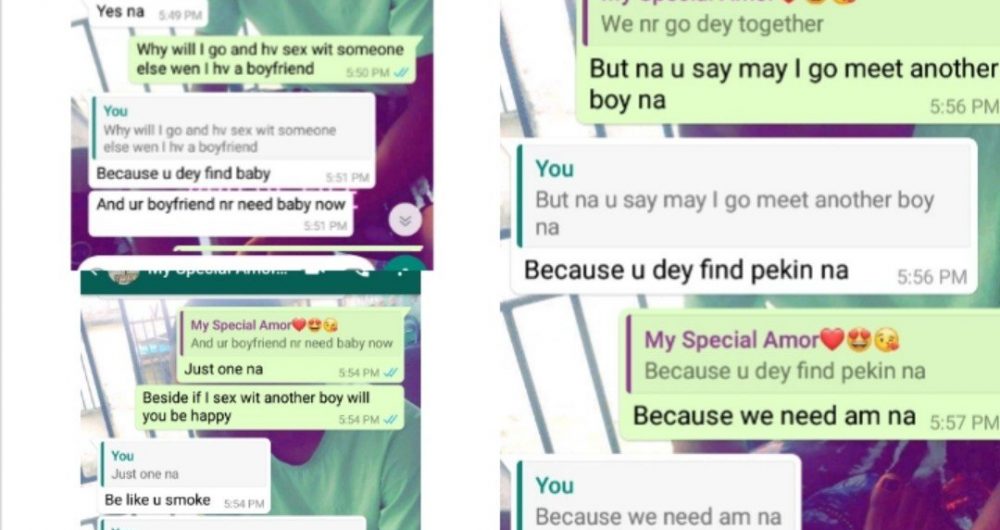 Yes na 5:49 PM
Why will I go and hv sex wit someone
else wen I hv a boyfriend 5:50 PM
You
Why will I go and hv sex wit someone
else wen I hv a boyfriend
Because u dey find baby 5:51 PM
And ur boyfriend nr need baby now
5:51 PM
My Special Amor...
My Special Amor❤️🤩😘
And ur boyfriend nr need baby now
Just one na 5:54 PM
Beside if I sex wit another boy will
you be happy 5:54 PM
You
Just one na
Be like u smoke 5:54 PM
You
My Special Amor❤️🤩😘
We nr go dey together
But na u say may I go meet another
boy na 5:56 PM
You
But na u say may I go meet another boy
na
Because u dey find pekin na 5:56 PM
My Special Amor❤️🤩😘
Because u dey find pekin na
Because we need am na 5:57 PM
You
Because we need am na